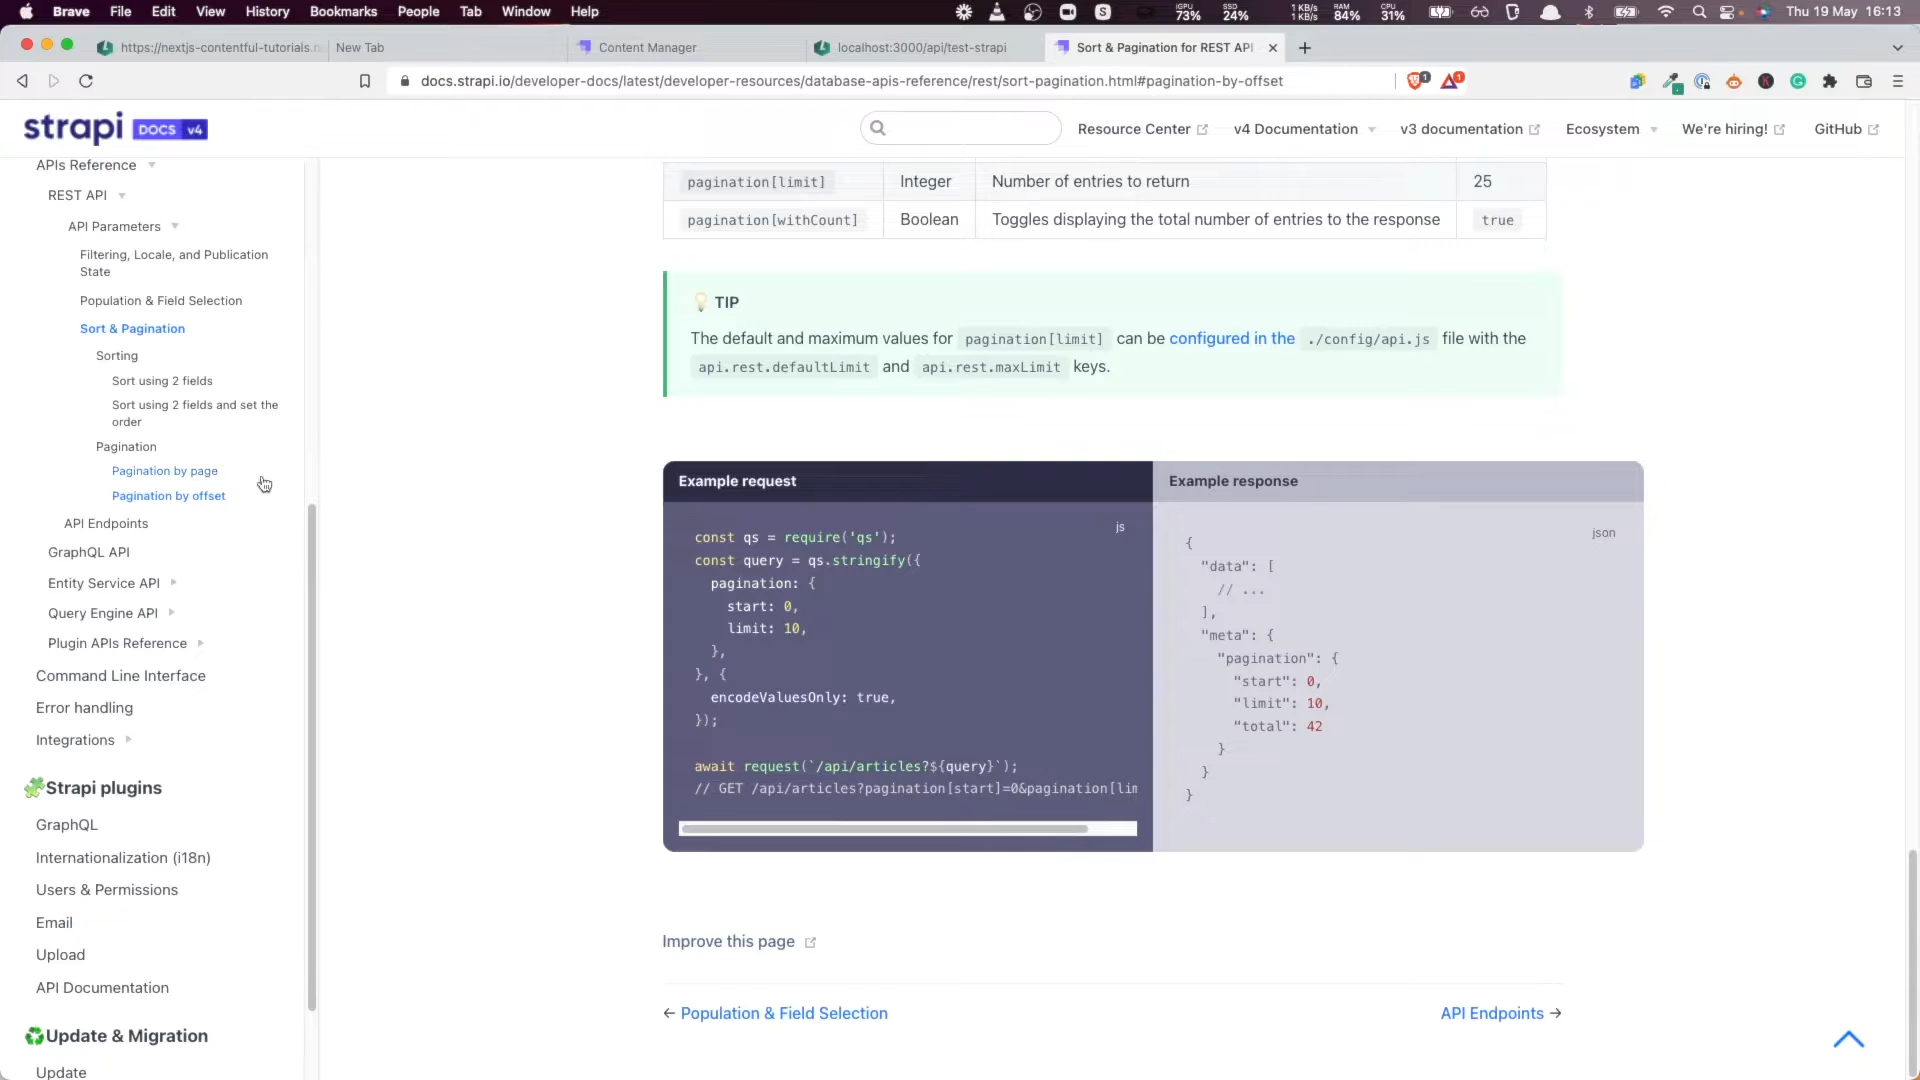 Brave File Edit View History Bookmarks People Tab Window Help
IGPU 73% SSD 24% 1 KB/s 1 KB/s RAM 84% CPU 31% Thu 19 May 16:13
https://nextjs-contentful-tutorials.n
New Tab
Content Manager
localhost:3000/api/test-strapi
Sort & Pagination for REST API
docs.strapi.io/developer-docs/latest/developer-resources/database-apis-reference/rest/sort-pagination.html#pagination-by-offset
strapi DOCS v4
Resource Center v4 Documentation v3 documentation Ecosystem We're hiring! GitHub
APIs Reference
REST API
API Parameters
Filtering, Locale, and Publication
State
Population & Field Selection
Sort & Pagination
Sorting
Sort using 2 fields
Sort using 2 fields and set the
order
Pagination
Pagination by page
Pagination by offset
API Endpoints
GraphQL API
Entity Service API
Query Engine API
Plugin APIs Reference
Command Line Interface
Error handling
Integrations
Strapi plugins
GraphQL
Internationalization (i18n)
Users & Permissions
Email
Upload
API Documentation
Update & Migration
Update
pagination[limit] Integer Number of entries to return 25
pagination[withCount] Boolean Toggles displaying the total number of entries to the response true
TIP
The default and maximum values for pagination[limit] can be configured in the ./config/api.js file with the
api.rest.defaultLimit and api.rest.maxLimit keys.
Example request
js
const qs = require('qs');
const query = qs.stringify({
pagination: {
start: 0,
limit: 10,
},
}, {
encodeValuesOnly: true,
});
await request(`/api/articles?${query}`);
// GET /api/articles?pagination[start]=0&pagination[lim
Example response
json
{
"data": [
// ...
],
"meta": {
"pagination": {
"start": 0,
"limit": 10,
"total": 42
}
}
}
Improve this page
← Population & Field Selection
API Endpoints →